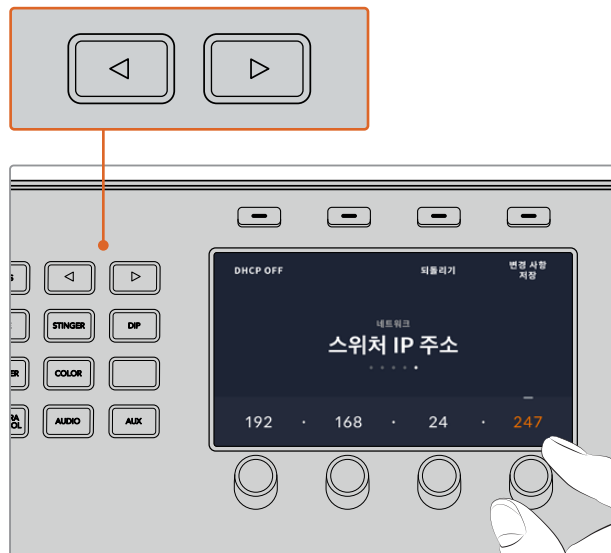 DHCP OFF
되돌리기
변경 사항
저장
네트워크
스위처 IP 주소
192 · 168 · 24 · 247
STINGER
DIP
COLOR
AUDIO
AUX